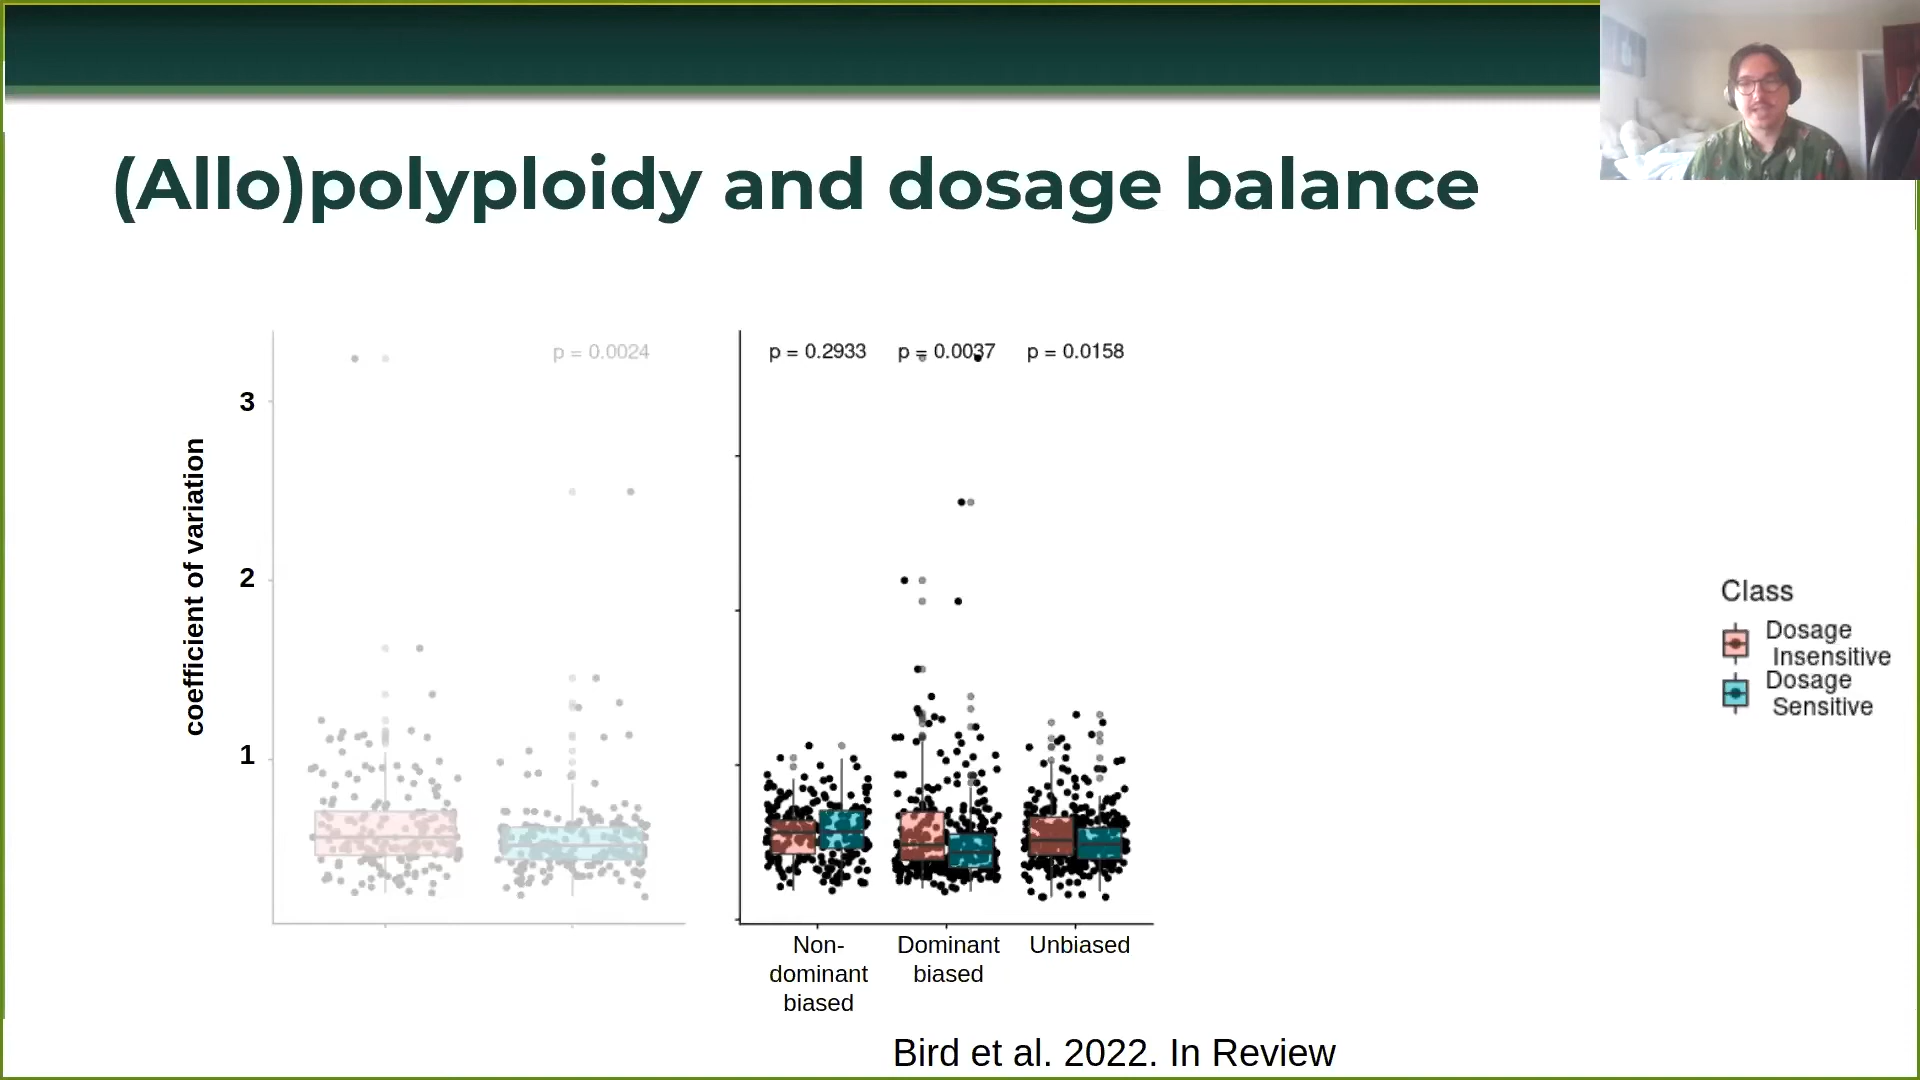 (Allo)polyploidy and dosage balance
p = 0.0024
p = 0.2933
p = 0.0037
p = 0.0158
3
2
1
coefficient of variation
Class
Dosage
Insensitive
Dosage
Sensitive
Non-
dominant
biased
Dominant
biased
Unbiased
Bird et al. 2022. In Review